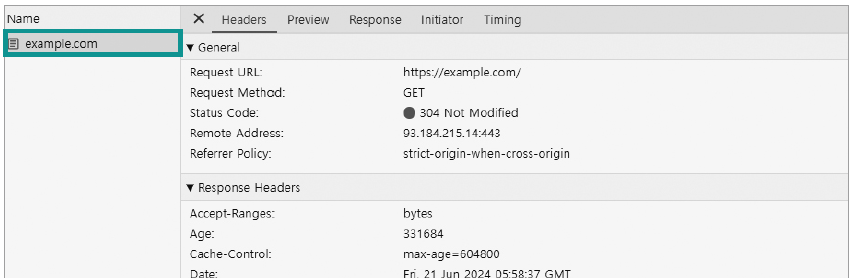 Name
× Headers Preview Response Initiator Timing
example.com
▼ General
Request URL: https://example.com/
Request Method: GET
Status Code: 304 Not Modified
Remote Address: 93.184.215.14:443
Referrer Policy: strict-origin-when-cross-origin
▼ Response Headers
Accept-Ranges: bytes
Age: 331684
Cache-Control: max-age=604800
Date: Fri, 21 Jun 2024 05:58:37 GMT